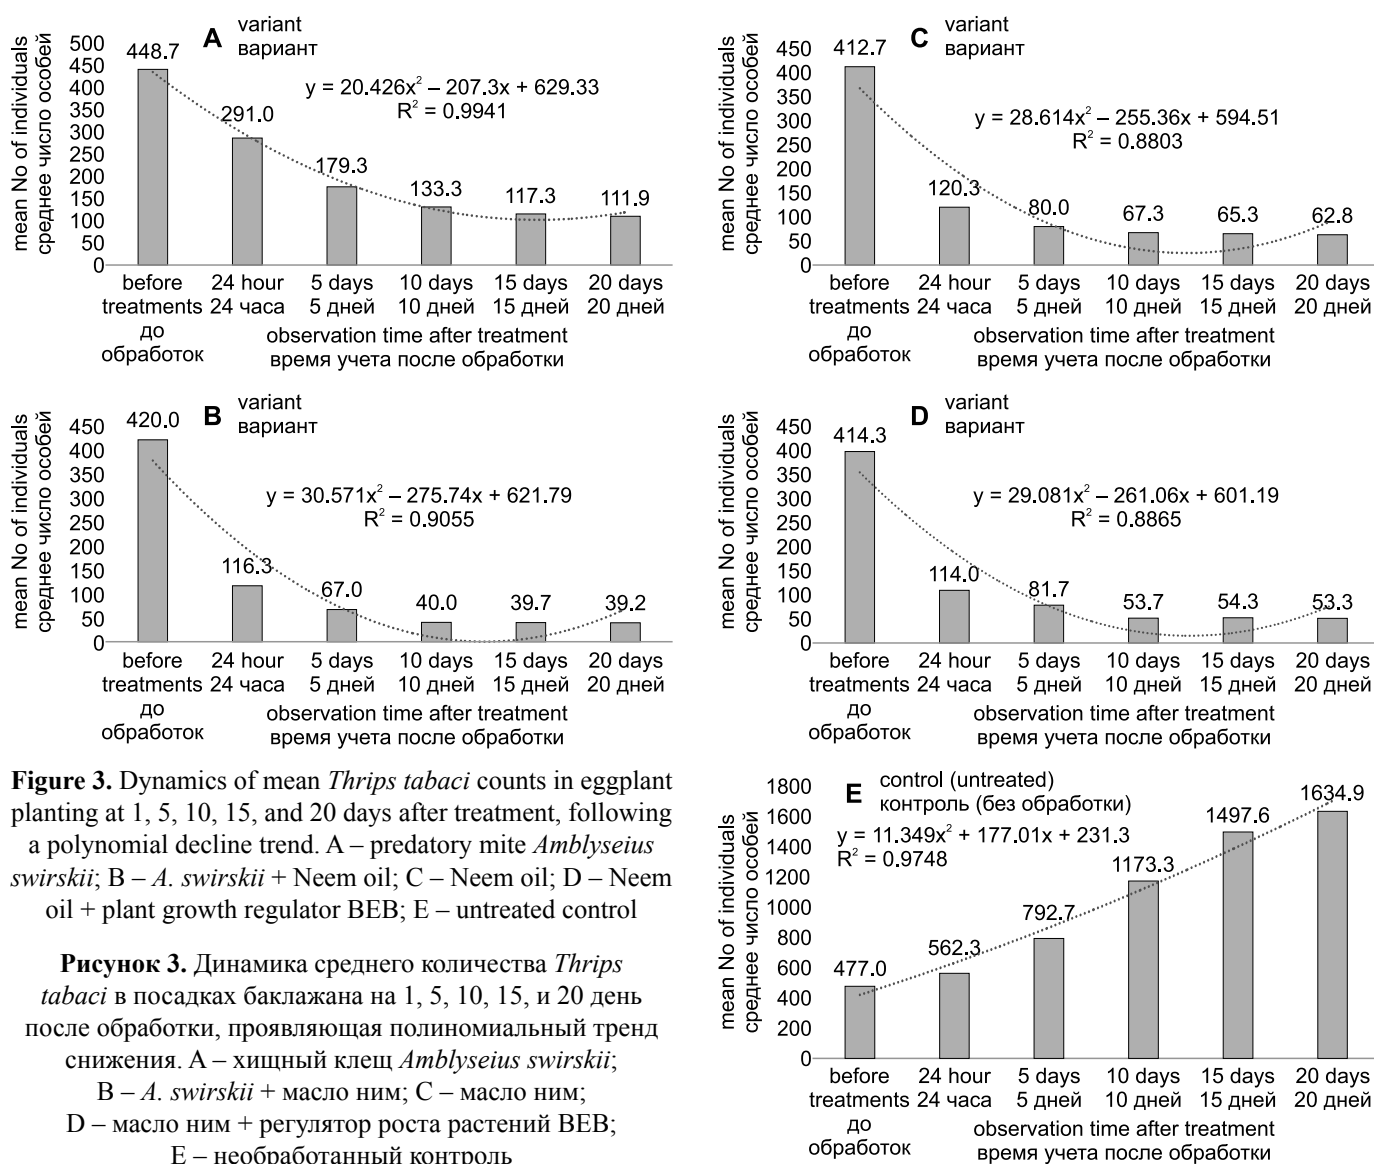 A variant
вариант
mean No of individuals
среднее число особей
500
450
400
350
300
250
200
150
100
50
0
448.7
291.0
179.3
133.3
117.3
111.9
y = 20.426x² – 207.3x + 629.33
R² = 0.9941
before 24 hour 5 days 10 days 15 days 20 days
treatments 24 часа 5 дней 10 дней 15 дней 20 дней
до
обработок
observation time after treatment
время учета после обработки
B variant
вариант
mean No of individuals
среднее число особей
450
400
350
300
250
200
150
100
50
0
420.0
116.3
67.0
40.0
39.7
39.2
y = 30.571x² – 275.74x + 621.79
R² = 0.9055
before 24 hour 5 days 10 days 15 days 20 days
treatments 24 часа 5 дней 10 дней 15 дней 20 дней
до
обработок
observation time after treatment
время учета после обработки
Figure 3. Dynamics of mean Thrips tabaci counts in eggplant
planting at 1, 5, 10, 15, and 20 days after treatment, following
a polynomial decline trend. A – predatory mite Amblyseius
swirskii; B – A. swirskii + Neem oil; C – Neem oil; D – Neem
oil + plant growth regulator BEB; E – untreated control
Рисунок 3. Динамика среднего количества Thrips
tabaci в посадках баклажана на 1, 5, 10, 15, и 20 день
после обработки, проявляющая полиномиальный тренд
снижения. А – хищный клещ Amblyseius swirskii;
B – A. swirskii + масло ним; C – масло ним;
D – масло ним + регулятор роста растений BEB;
E – необработанный контроль
C variant
вариант
mean No of individuals
среднее число особей
450
400
350
300
250
200
150
100
50
0
412.7
120.3
80.0
67.3
65.3
62.8
y = 28.614x² – 255.36x + 594.51
R² = 0.8803
before 24 hour 5 days 10 days 15 days 20 days
treatments 24 часа 5 дней 10 дней 15 дней 20 дней
до
обработок
observation time after treatment
время учета после обработки
D variant
вариант
mean No of individuals
среднее число особей
450
400
350
300
250
200
150
100
50
0
414.3
114.0
81.7
53.7
54.3
53.3
y = 29.081x² – 261.06x + 601.19
R² = 0.8865
before 24 hour 5 days 10 days 15 days 20 days
treatments 24 часа 5 дней 10 дней 15 дней 20 дней
до
обработок
observation time after treatment
время учета после обработки
E control (untreated)
контроль (без обработки)
y = 11.349x² + 177.01x + 231.3
R² = 0.9748
mean No of individuals
среднее число особей
1800
1600
1400
1200
1000
800
600
400
200
0
477.0
562.3
792.7
1173.3
1497.6
1634.9
before 24 hour 5 days 10 days 15 days 20 days
treatments 24 часа 5 дней 10 дней 15 дней 20 дней
до
обработок
observation time after treatment
время учета после обработки